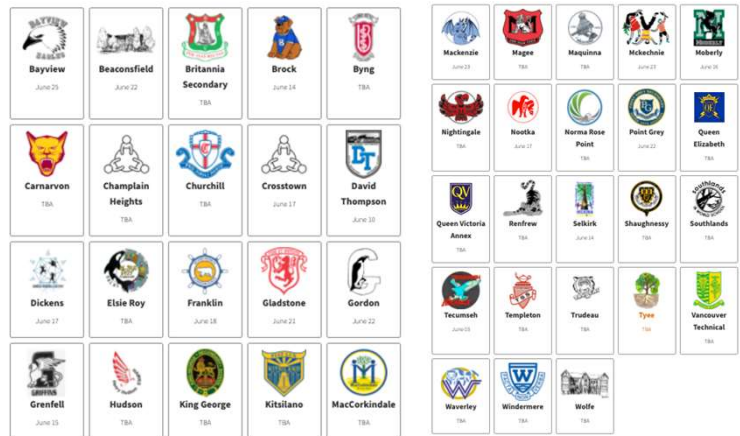 Bayview
June 25
Beaconsfield
June 22
Britannia
Secondary
TBA
Brock
June 14
Byng
TBA
Carnarvon
TBA
Champlain
Heights
TBA
Churchill
TBA
Crosstown
June 17
David
Thompson
June 10
Dickens
June 17
Elsie Roy
TBA
Franklin
June 18
Gladstone
June 21
Gordon
June 22
Grenfell
June 15
Hudson
TBA
King George
TBA
Kitsilano
TBA
MacCorkindale
TBA
Mackenzie
Magee
TBA
Maquinna
TBA
Mckechnie
Moberly
Nightingale
TBA
Nootka
June 17
Norma Rose
Point
TBA
Point Grey
June 22
Queen
Elizabeth
TBA
Queen Victoria
Annex
TBA
Renfrew
TBA
Selkirk
June 14
Shaughnessy
TBA
Southlands
TBA
Tecumseh
Templeton
TBA
Trudeau
TBA
Tyee
TBA
Vancouver
Technical
TBA
Waverley
TBA
Windermere
TBA
Wolfe
TBA